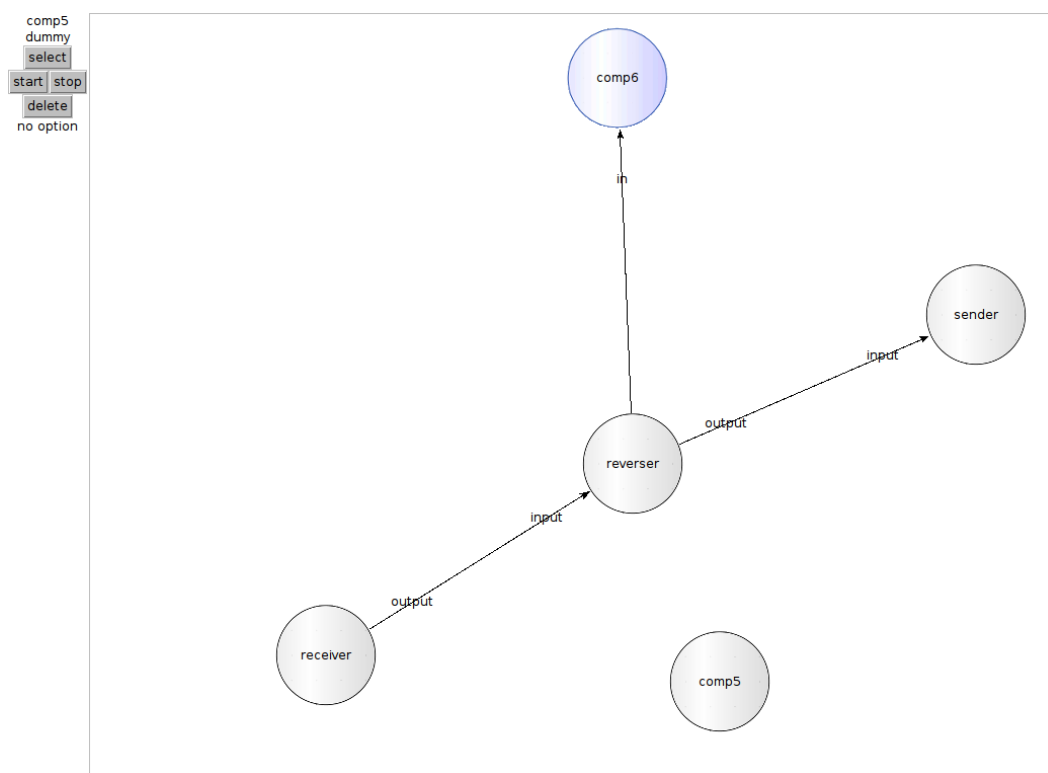 comp5
dummy
select
start stop
delete
no option
comp6
in
sender
input
output
reverser
input
output
receiver
comp5